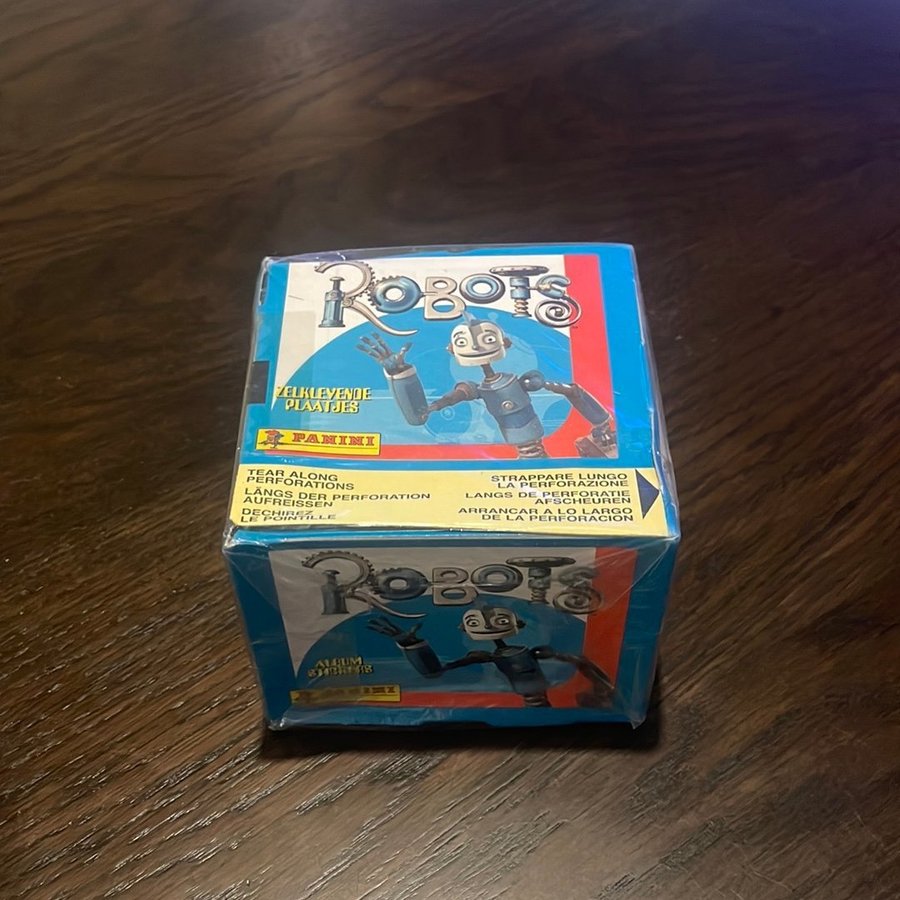 ROBOTS
ZELKLEVENDE
PLAATJES
PANINI
TEAR ALONG
PERFORATIONS
LÄNGS DER PERFORATION
AUFREISSEN
DECHIREZ
LE POINTILLE
STRAPPARE LUNGO
LA PERFORAZIONE
LANGS DE PERFORATIE
AFSCHEUREN
ARRANCAR A LO LARGO
DE LA PERFORACION
ROBOTS
ALBUM
STICKERS
PANINI